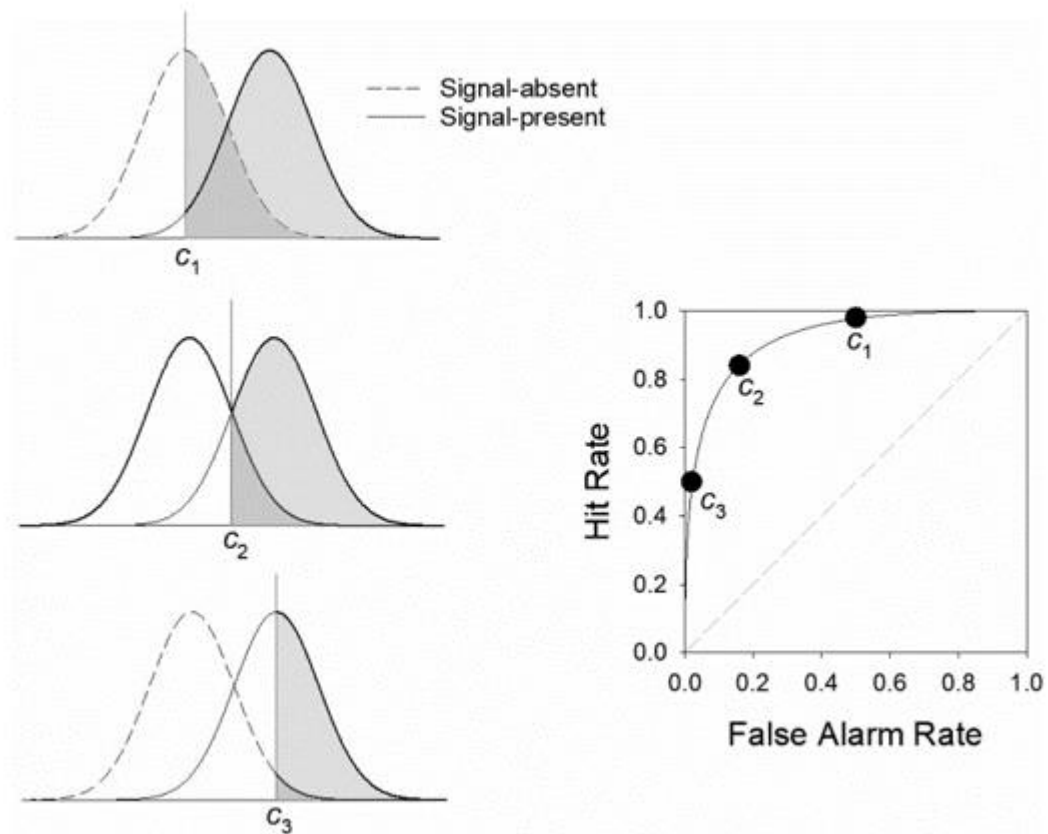 Signal-absent
Signal-present
c1
c2
c3
Hit Rate
1.0
0.8
0.6
0.4
0.2
0.0
c1
c2
c3
0.0 0.2 0.4 0.6 0.8 1.0
False Alarm Rate